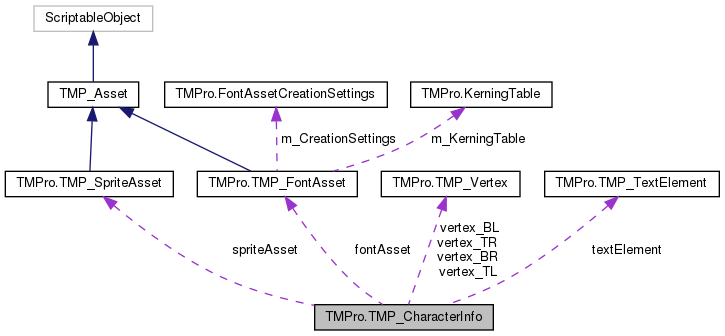 ScriptableObject
TMP_Asset
TMPro.FontAssetCreationSettings
TMPro.KerningTable
m_CreationSettings
m_KerningTable
TMPro.TMP_SpriteAsset
TMPro.TMP_FontAsset
TMPro.TMP_Vertex
TMPro.TMP_TextElement
spriteAsset
fontAsset
vertex_BL
vertex_TR
vertex_BR
vertex_TL
textElement
TMPro.TMP_CharacterInfo